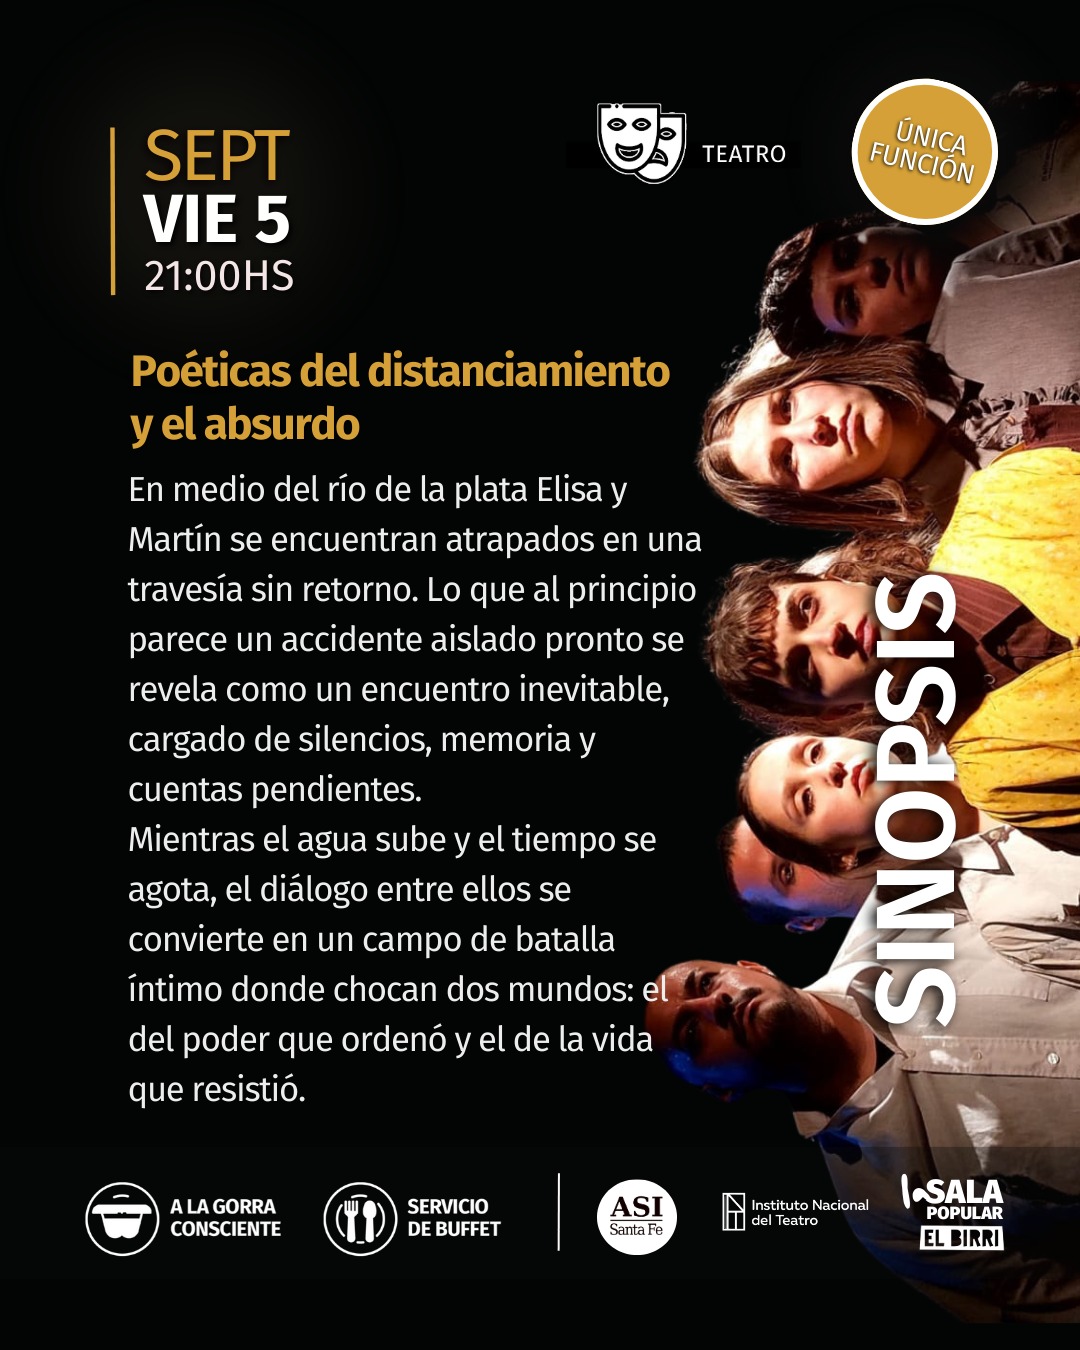 SEPT
VIE 5
21:00HS
TEATRO
ÚNICA
FUNCIÓN
Poéticas del distanciamiento
y el absurdo
En medio del río de la plata Elisa y
Martín se encuentran atrapados en una
travesía sin retorno. Lo que al principio
parece un accidente aislado pronto se
revela como un encuentro inevitable,
cargado de silencios, memoria y
cuentas pendientes.
Mientras el agua sube y el tiempo se
agota, el diálogo entre ellos se
convierte en un campo de batalla
íntimo donde chocan dos mundos: el
del poder que ordenó y el de la vida
que resistió.
SINOPSIS
A LA GORRA
CONSCIENTE
SERVICIO
DE BUFFET
ASI
Santa Fe
Instituto Nacional
del Teatro
la SALA
POPULAR
EL BIRRI